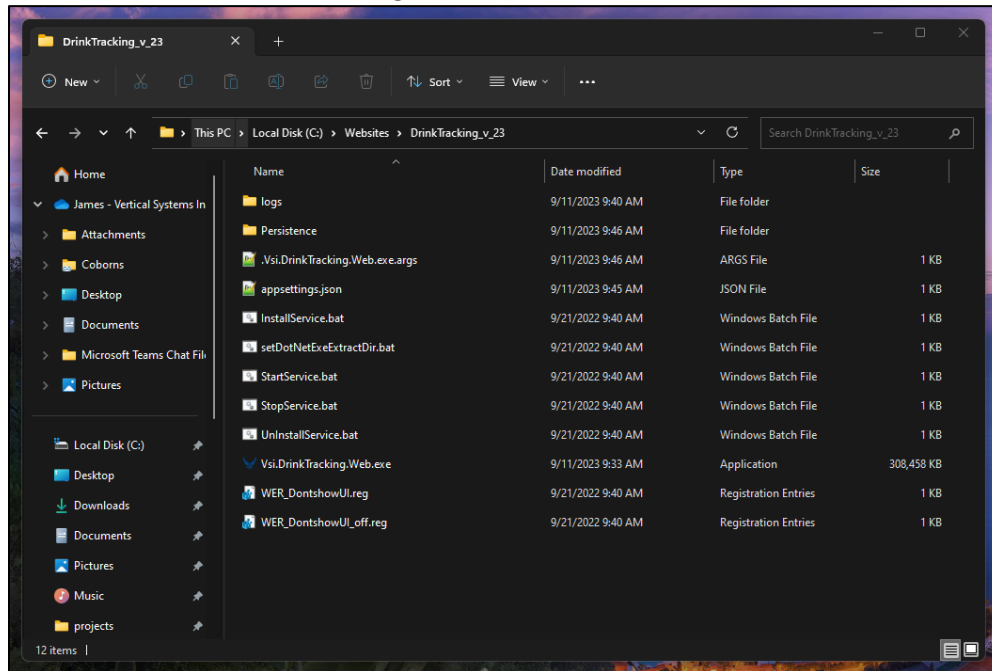 DrinkTracking_v_23
New
Sort
View
This PC > Local Disk (C:) > Websites > DrinkTracking_v_23
Search DrinkTracking_v_23
Name Date modified Type Size
Home
James - Vertical Systems In
Attachments
Coborns
Desktop
Documents
Microsoft Teams Chat File
Pictures
Local Disk (C:)
Desktop
Downloads
Documents
Pictures
Music
projects
logs 9/11/2023 9:40 AM File folder
Persistence 9/11/2023 9:46 AM File folder
.Vsi.DrinkTracking.Web.exe.args 9/11/2023 9:46 AM ARGS File 1 KB
appsettings.json 9/11/2023 9:45 AM JSON File 1 KB
InstallService.bat 9/21/2022 9:40 AM Windows Batch File 1 KB
setDotNetExeExtractDir.bat 9/21/2022 9:40 AM Windows Batch File 1 KB
StartService.bat 9/21/2022 9:40 AM Windows Batch File 1 KB
StopService.bat 9/21/2022 9:40 AM Windows Batch File 1 KB
UnInstallService.bat 9/21/2022 9:40 AM Windows Batch File 1 KB
Vsi.DrinkTracking.Web.exe 9/11/2023 9:33 AM Application 308,458 KB
WER_DontshowUI.reg 9/21/2022 9:40 AM Registration Entries 1 KB
WER_DontshowUI_off.reg 9/21/2022 9:40 AM Registration Entries 1 KB
12 items